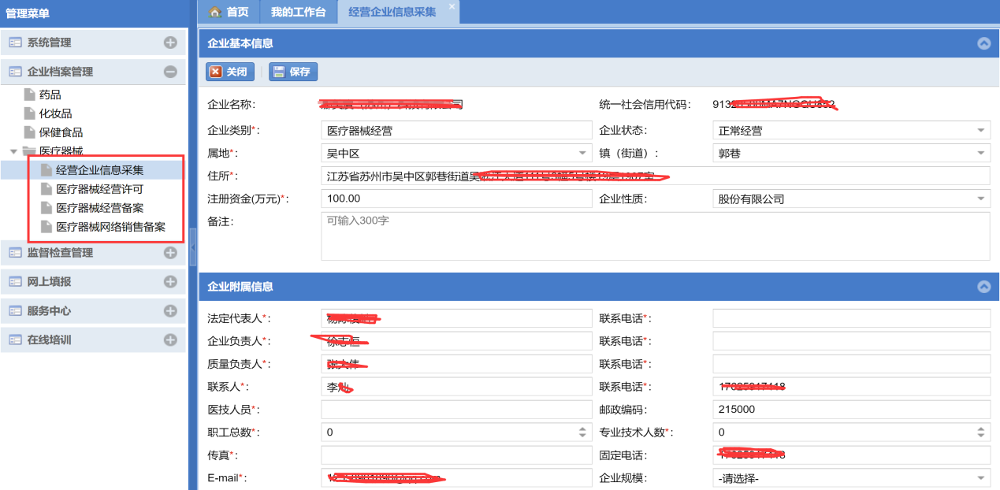 管理菜单
首页 我的工作台 经营企业信息采集
系统管理
企业档案管理
药品
化妆品
保健食品
医疗器械
经营企业信息采集
医疗器械经营许可
医疗器械经营备案
医疗器械网络销售备案
监督检查管理
网上填报
服务中心
在线培训
企业基本信息
关闭 保存
企业名称: 统一社会信用代码: 913
企业类别*: 医疗器械经营 企业状态: 正常经营
属地*: 吴中区 镇（街道）: 郭巷
住所*: 江苏省苏州市吴中区郭巷街道吴
注册资金(万元)*: 100.00 企业性质: 股份有限公司
备注: 可输入300字
企业附属信息
法定代表人*: 联系电话*:
企业负责人*: 联系电话*:
质量负责人*: 联系电话*:
联系人*: 李 联系电话*:
医技人员*: 邮政编码: 215000
职工总数*: 0 专业技术人数*: 0
传真*: 固定电话:
E-mail*: 企业规模: -请选择-